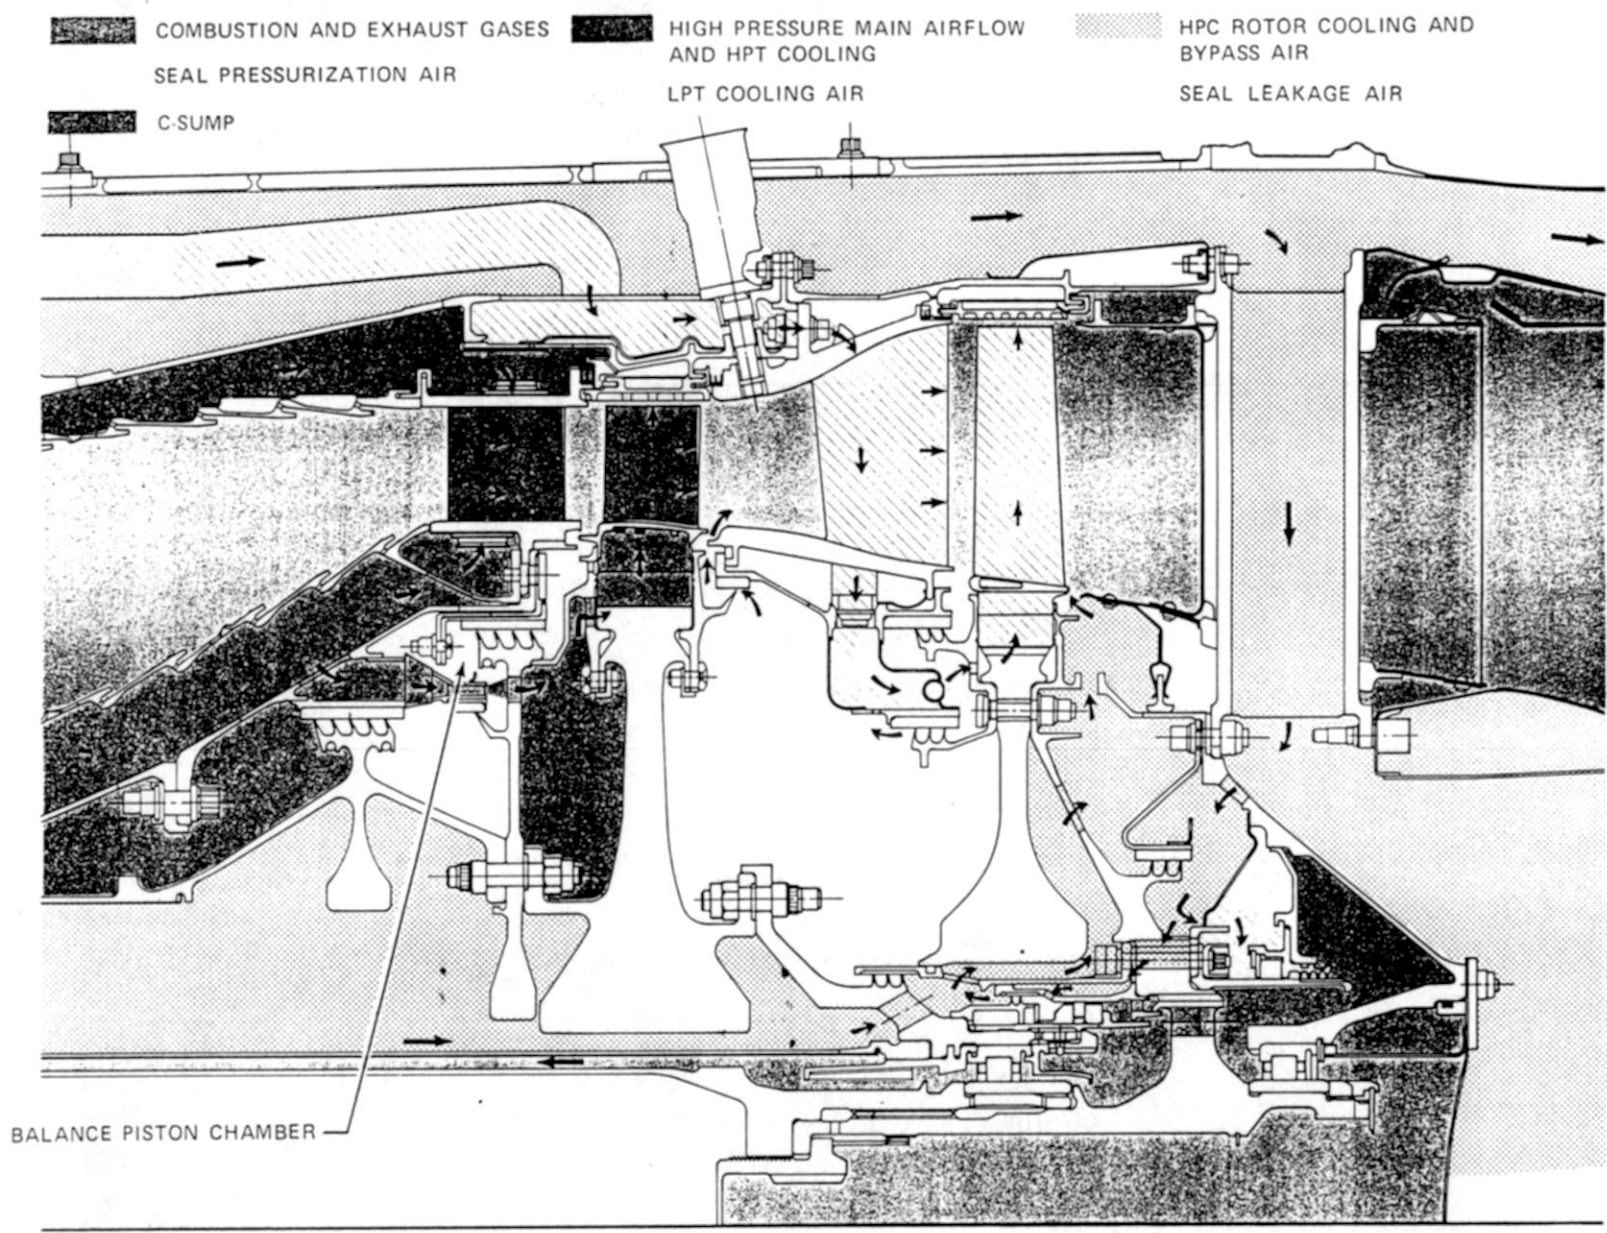 COMBUSTION AND EXHAUST GASES
SEAL PRESSURIZATION AIR
C-SUMP
HIGH PRESSURE MAIN AIRFLOW
AND HPT COOLING
LPT COOLING AIR
HPC ROTOR COOLING AND
BYPASS AIR
SEAL LEAKAGE AIR
BALANCE PISTON CHAMBER